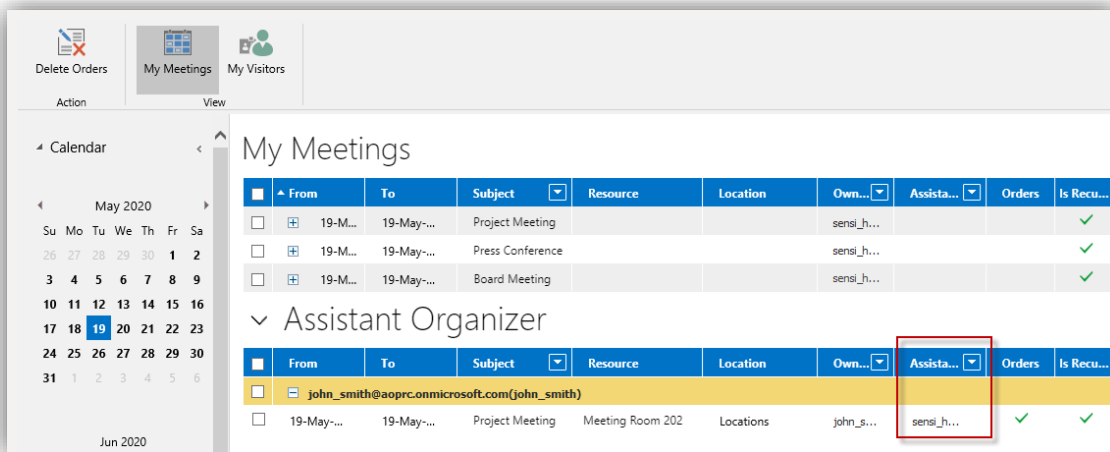 Delete Orders My Meetings My Visitors
Action View
Calendar
May 2020
Su Mo Tu We Th Fr Sa
26 27 28 29 30 1 2
3 4 5 6 7 8 9
10 11 12 13 14 15 16
17 18 19 20 21 22 23
24 25 26 27 28 29 30
31 1 2 3 4 5 6
Jun 2020
My Meetings
From To Subject Resource Location Own... Assista... Orders Is Recu...
19-M... 19-May-... Project Meeting sensi_h...
19-M... 19-May-... Press Conference sensi_h...
19-M... 19-May-... Board Meeting sensi_h...
Assistant Organizer
From To Subject Resource Location Own... Assista... Orders Is Recu...
john_smith@aoprc.onmicrosoft.com(john_smith)
19-May-... 19-May-... Project Meeting Meeting Room 202 Locations john_s... sensi_h...